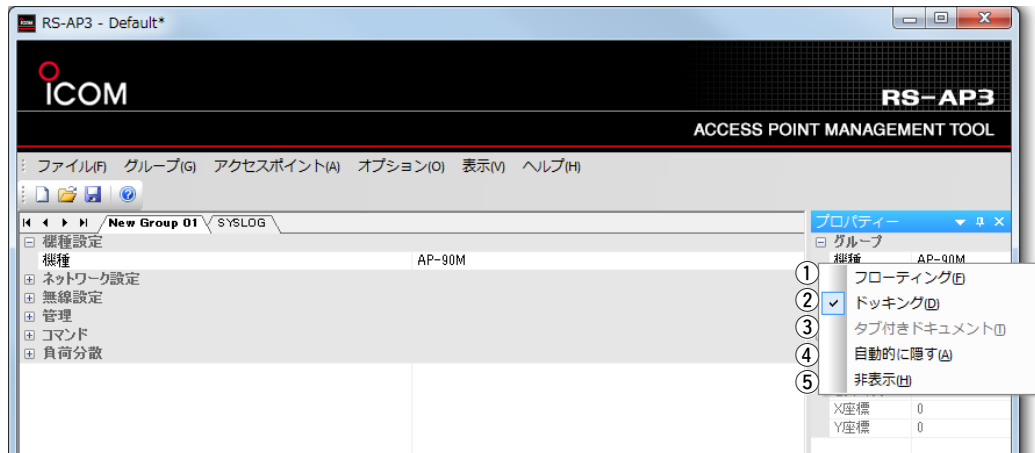 RS-AP3 - Default*
ICOM
RS-AP3
ACCESS POINT MANAGEMENT TOOL
ファイル(F) グループ(G) アクセスポイント(A) オプション(O) 表示(V) ヘルプ(H)
New Group 01 SYSLOG
プロパティー
機種設定
グループ
機種 AP-90M
機種 AP-90M
ネットワーク設定
無線設定
管理
コマンド
負荷分散
① フローティング(F)
② ドッキング(D)
③ タブ付きドキュメント(T)
④ 自動的に隠す(A)
⑤ 非表示(H)
X座標 0
Y座標 0